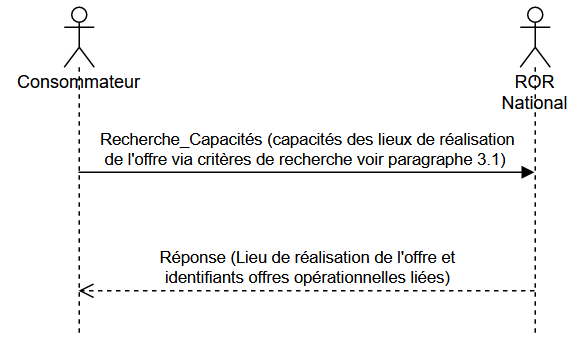 Consommateur
ROR
National
Recherche_Capacités (capacités des lieux de réalisation
de l'offre via critères de recherche voir paragraphe 3.1)
Réponse (Lieu de réalisation de l'offre et
identifiants offres opérationnelles liées)